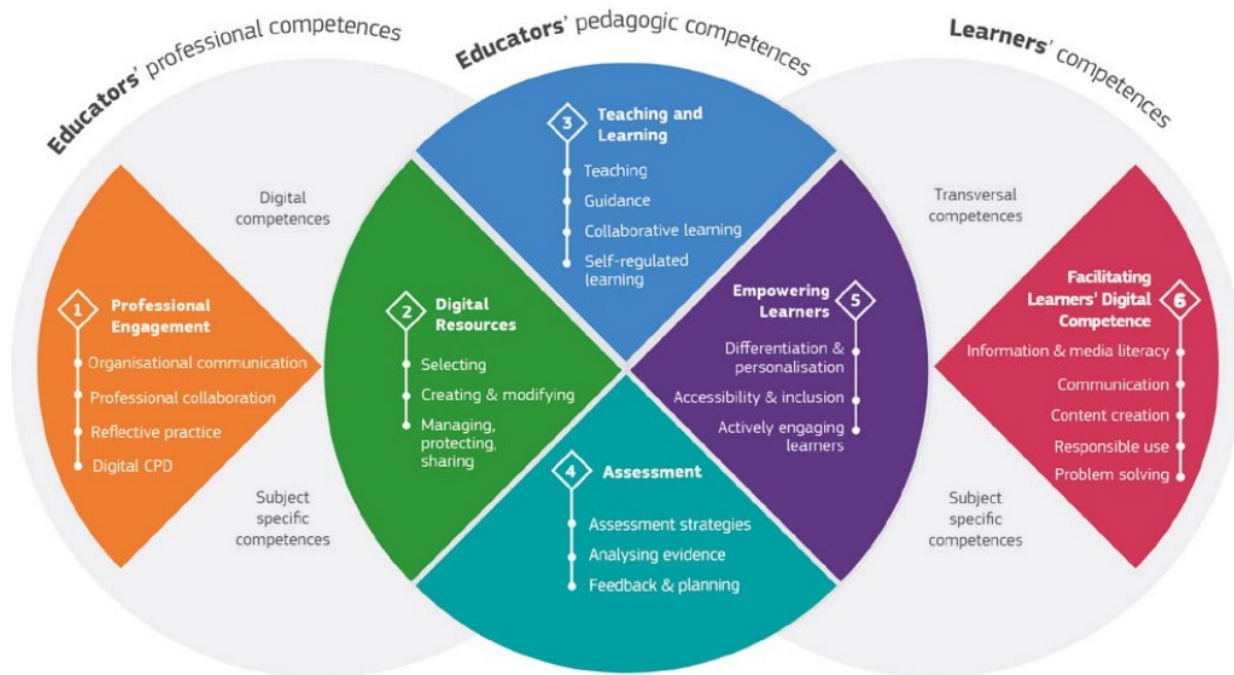 Educators' professional competences
Educators' pedagogic competences
Learners' competences
Digital
competences
Subject
specific
competences
1
Professional
Engagement
Organisational communication
Professional collaboration
Reflective practice
Digital CPD
2
Digital
Resources
Selecting
Creating & modifying
Managing,
protecting,
sharing
3
Teaching and
Learning
Teaching
Guidance
Collaborative learning
Self-regulated
learning
4
Assessment
Assessment strategies
Analysing evidence
Feedback & planning
Empowering
Learners
5
Differentiation &
personalisation
Accessibility & inclusion
Actively engaging
learners
Transversal
competences
Subject
specific
competences
Facilitating
Learners' Digital
Competence
6
Information & media literacy
Communication
Content creation
Responsible use
Problem solving